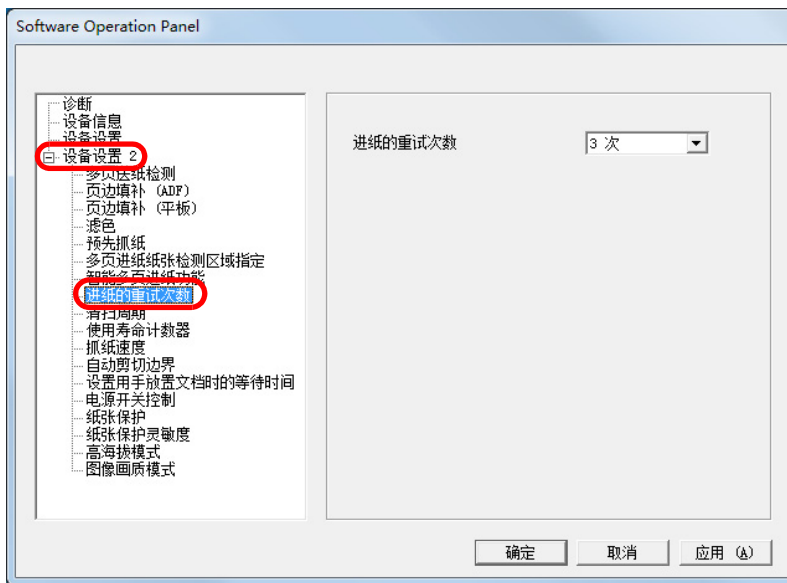 Software Operation Panel
诊断
设备信息
设备设置
设备设置 2
多页送纸检测
页边填补 (ADF)
页边填补 (平板)
滤色
预先抓纸
多页进纸纸张检测区域指定
智能多页进纸功能
进纸的重试次数
清扫周期
使用寿命计数器
抓纸速度
自动剪切边界
设置用手放置文档时的等待时间
电源开关控制
纸张保护
纸张保护灵敏度
高海拔模式
图像画质模式
进纸的重试次数 3 次
确定 取消 应用 (A)